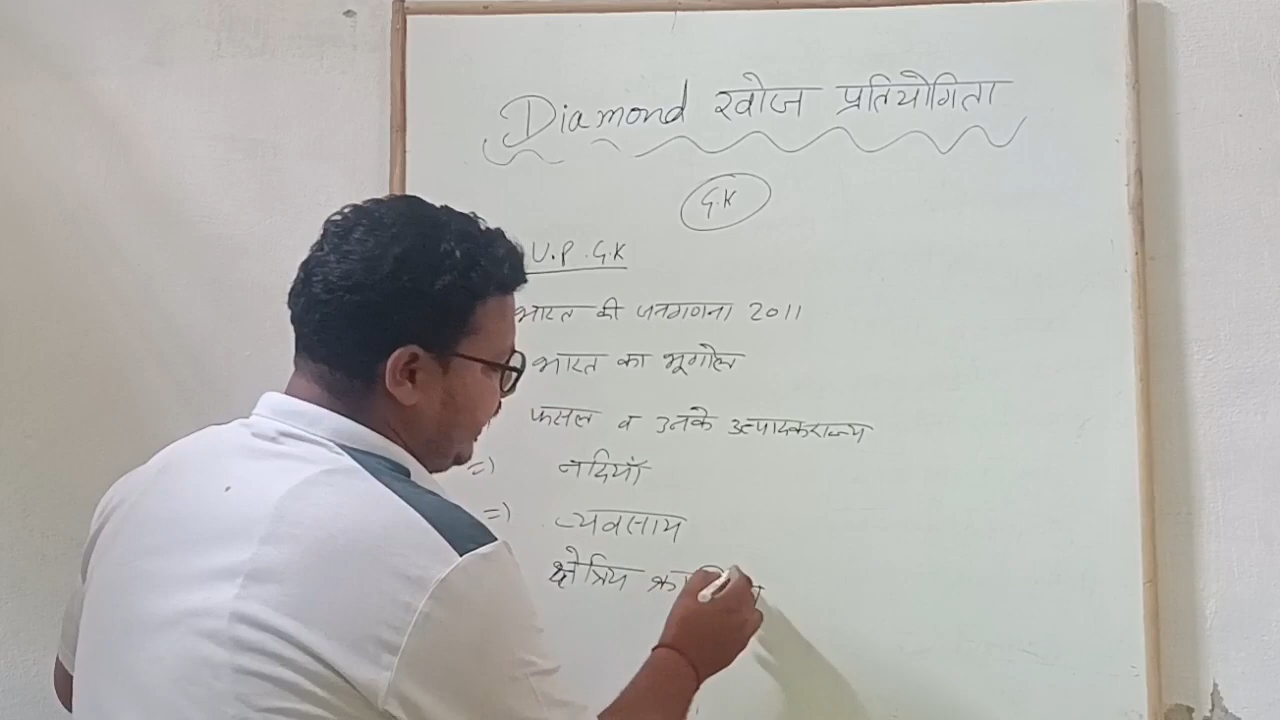 Diamond खोज प्रतियोगिता
G.K
U.P. G.K
भारत की जनगणना 2011
भारत का भूगोल
फसल व उनके उत्पादक राज्य
=) नदियाँ
=) व्यवसाय
क्षेत्रिय